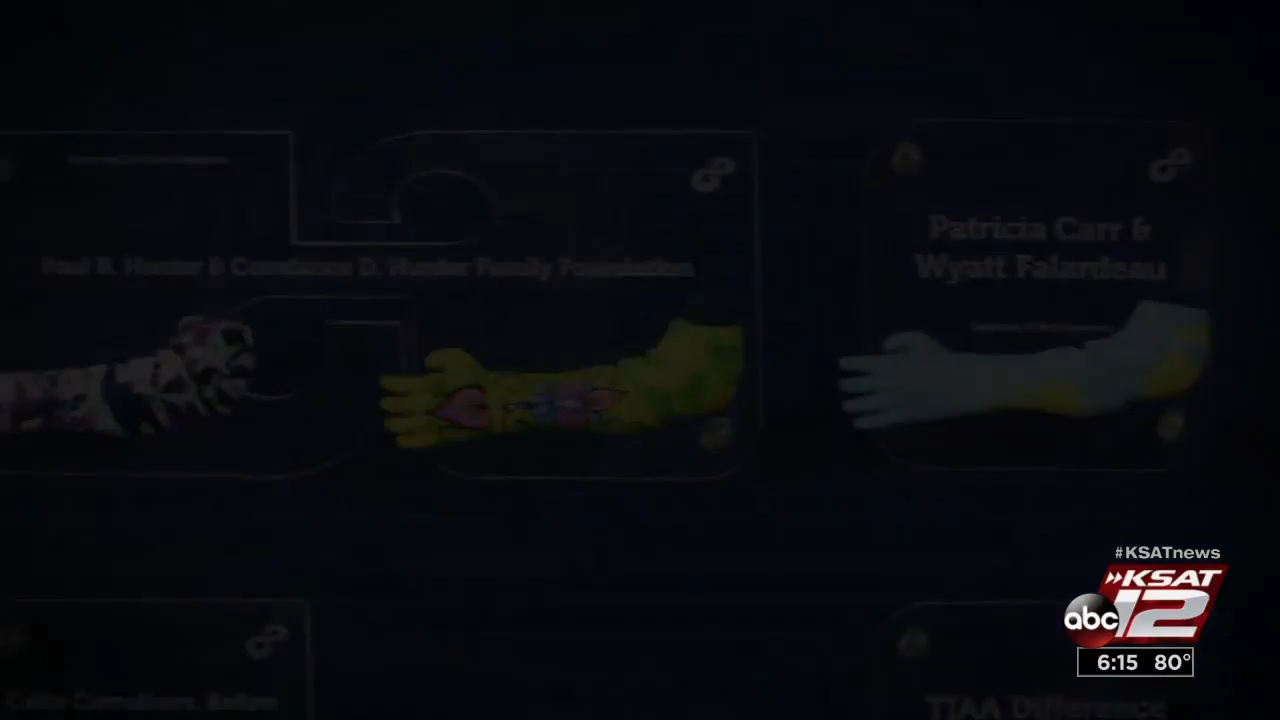 Paul B. Hunter & Constance D. Hunter Family Foundation
Patricia Carr &
Wyatt Falardeau
#KSATnews
KSAT
abc 12
6:15 80°
TIAA Difference